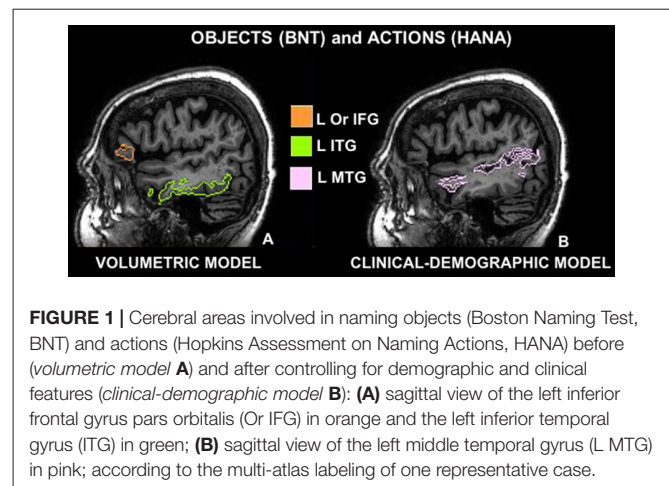 OBJECTS (BNT) and ACTIONS (HANA)
L Or IFG
L ITG
L MTG
A
B
VOLUMETRIC MODEL
CLINICAL-DEMOGRAPHIC MODEL
FIGURE 1 | Cerebral areas involved in naming objects (Boston Naming Test,
BNT) and actions (Hopkins Assessment on Naming Actions, HANA) before
(volumetric model A) and after controlling for demographic and clinical
features (clinical-demographic model B): (A) sagittal view of the left inferior
frontal gyrus pars orbitalis (Or IFG) in orange and the left inferior temporal
gyrus (ITG) in green; (B) sagittal view of the left middle temporal gyrus (L MTG)
in pink; according to the multi-atlas labeling of one representative case.